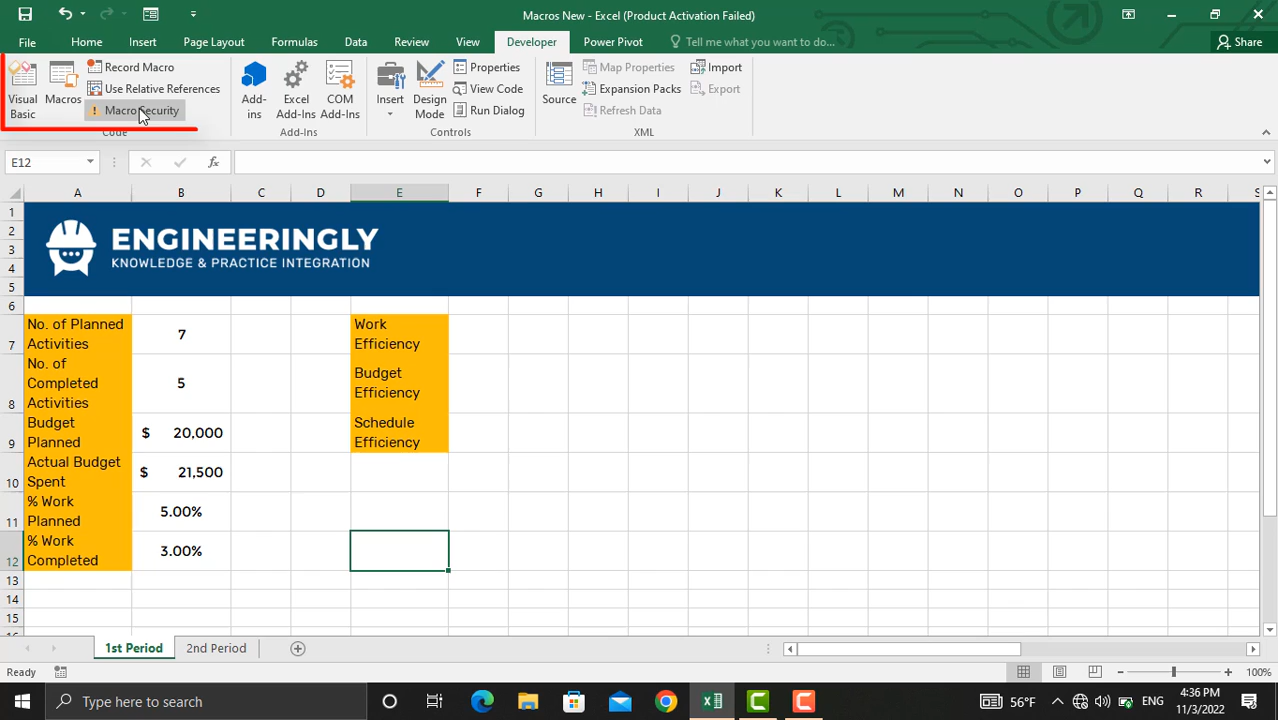 Macros New - Excel (Product Activation Failed)
File Home Insert Page Layout Formulas Data Review View Developer Power Pivot Tell me what you want to do... Share
Visual Basic
Macros
Record Macro
Use Relative References
Macro Security
Code
Add-ins
Excel Add-Ins
COM Add-Ins
Add-Ins
Insert
Design Mode
Properties
View Code
Run Dialog
Controls
Source
Map Properties
Expansion Packs
Refresh Data
Import
Export
XML
E12 fx
A B C D E F G H I J K L M N O P Q R S
1
2
3
4
5
ENGINEERINGLY
KNOWLEDGE & PRACTICE INTEGRATION
6
7 No. of Planned Activities 7 Work Efficiency
8 No. of Completed Activities 5 Budget Efficiency
9 Budget Planned $ 20,000 Schedule Efficiency
10 Actual Budget Spent $ 21,500
11 % Work Planned 5.00%
12 % Work Completed 3.00%
13
14
15
16
1st Period 2nd Period
Ready 100%
Type here to search 56°F ENG 4:36 PM
11/3/2022